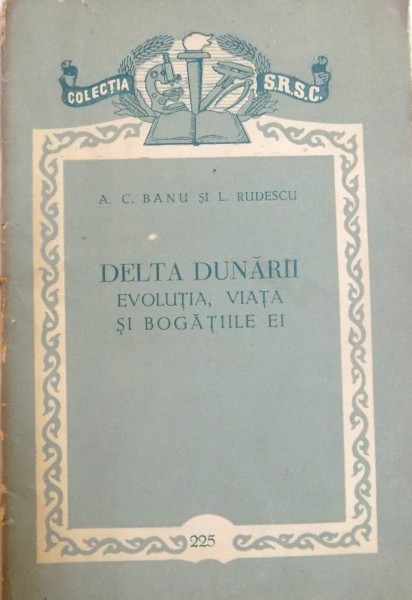 COLECȚIA S.R.S.C.
A. C. BANU ȘI L. RUDESCU
DELTA DUNĂRII
EVOLUȚIA, VIAȚA
ȘI BOGĂȚIILE EI
225